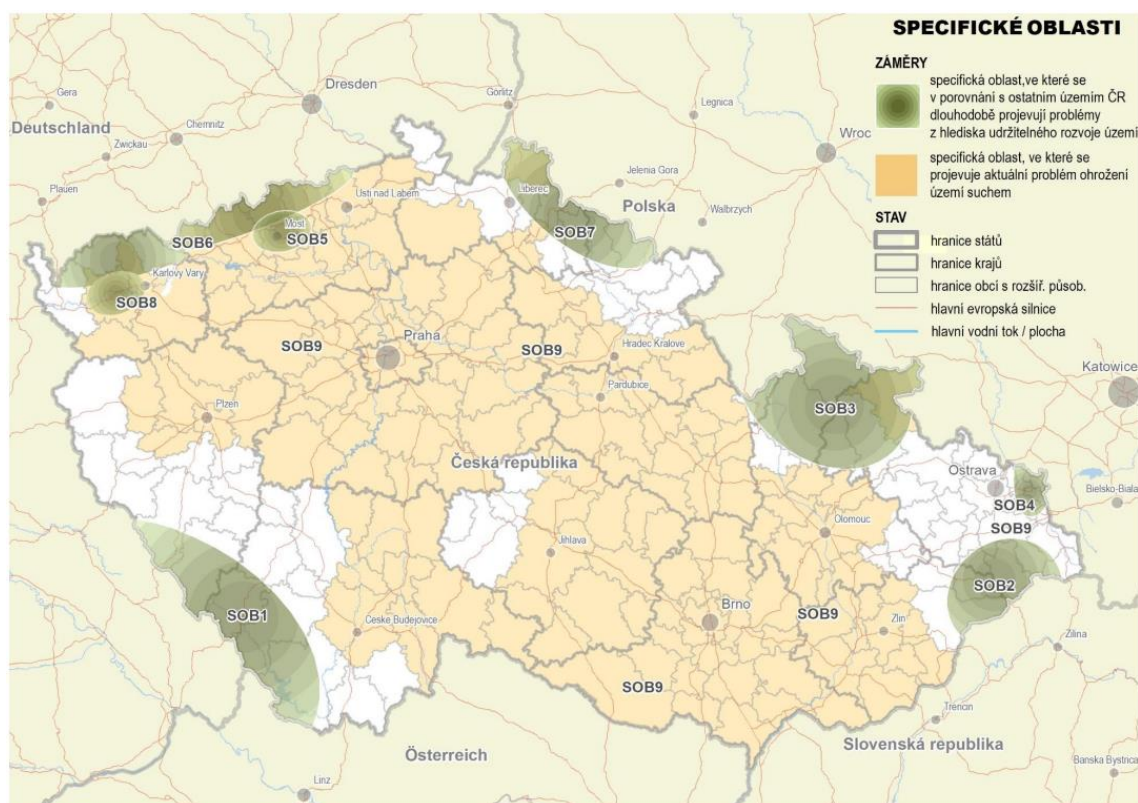 SPECIFICKÉ OBLASTI
ZÁMĚRY
specifická oblast,ve které se
v porovnání s ostatním územím ČR
dlouhodobě projevují problémy
z hlediska udržitelného rozvoje území
specifická oblast, ve které se
projevuje aktuální problém ohrožení
území suchem
STAV
hranice států
hranice krajů
hranice obcí s rozšíř. působ.
hlavní evropská silnice
hlavní vodní tok / plocha
Dresden
Gera
Görlitz
Legnica
Deutschland
Chemnitz
Wroc
Zwickau
Plauen
Jelenia Gora
Liberec
Usti nad Labem
Polska
Walbrzych
Most
SOB6
SOB5
SOB7
Karlovy Vary
SOB8
Praha
SOB9
SOB9
Hradec Kralove
Katowice
Pardubice
Plzen
SOB3
Česká republika
Ostrava
Bielsko-Biala
SOB4
Olomouc
SOB9
Jihlava
SOB2
SOB1
Brno
SOB9
Zlin
Ceske Budejovice
Zilina
SOB9
Trencin
Slovenská republika
Österreich
Banska Bystrica
Linz